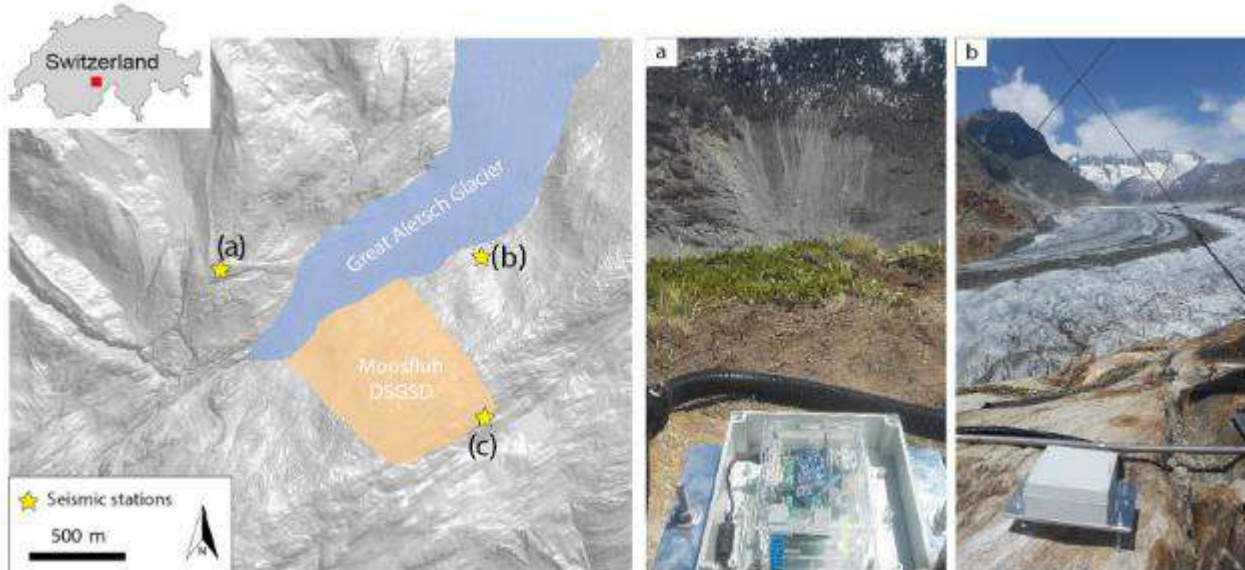 Switzerland
Great Aletsch Glacier
(a)
(b)
Moosfluh
DSGSD
(c)
Seismic stations
500 m
N
a
b